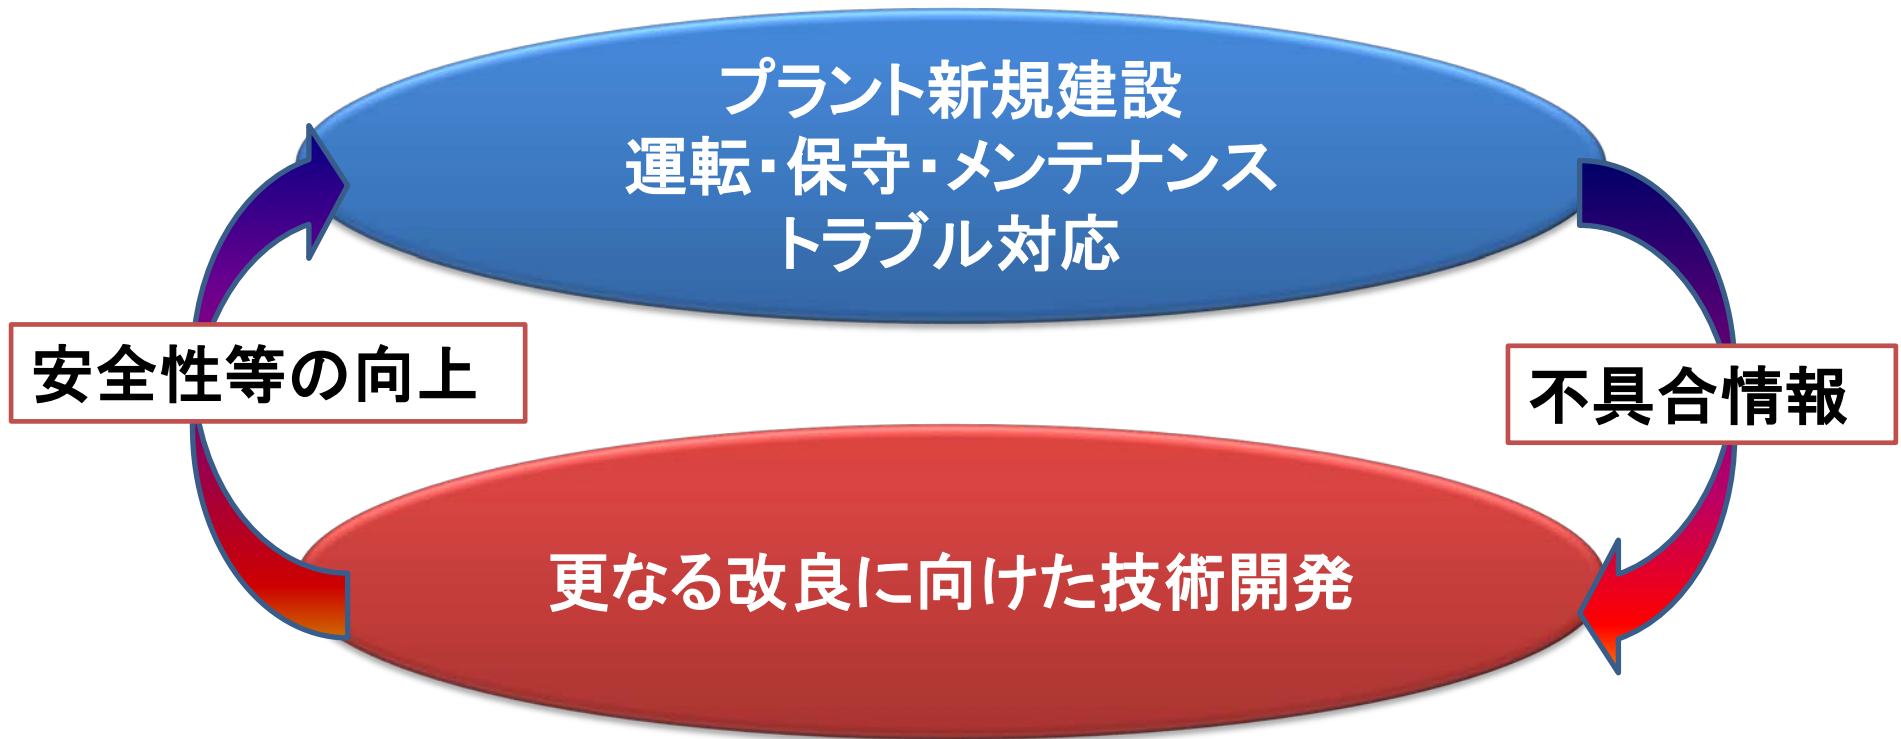 プラント新規建設
運転・保守・メンテナンス
トラブル対応
安全性等の向上
不具合情報
更なる改良に向けた技術開発